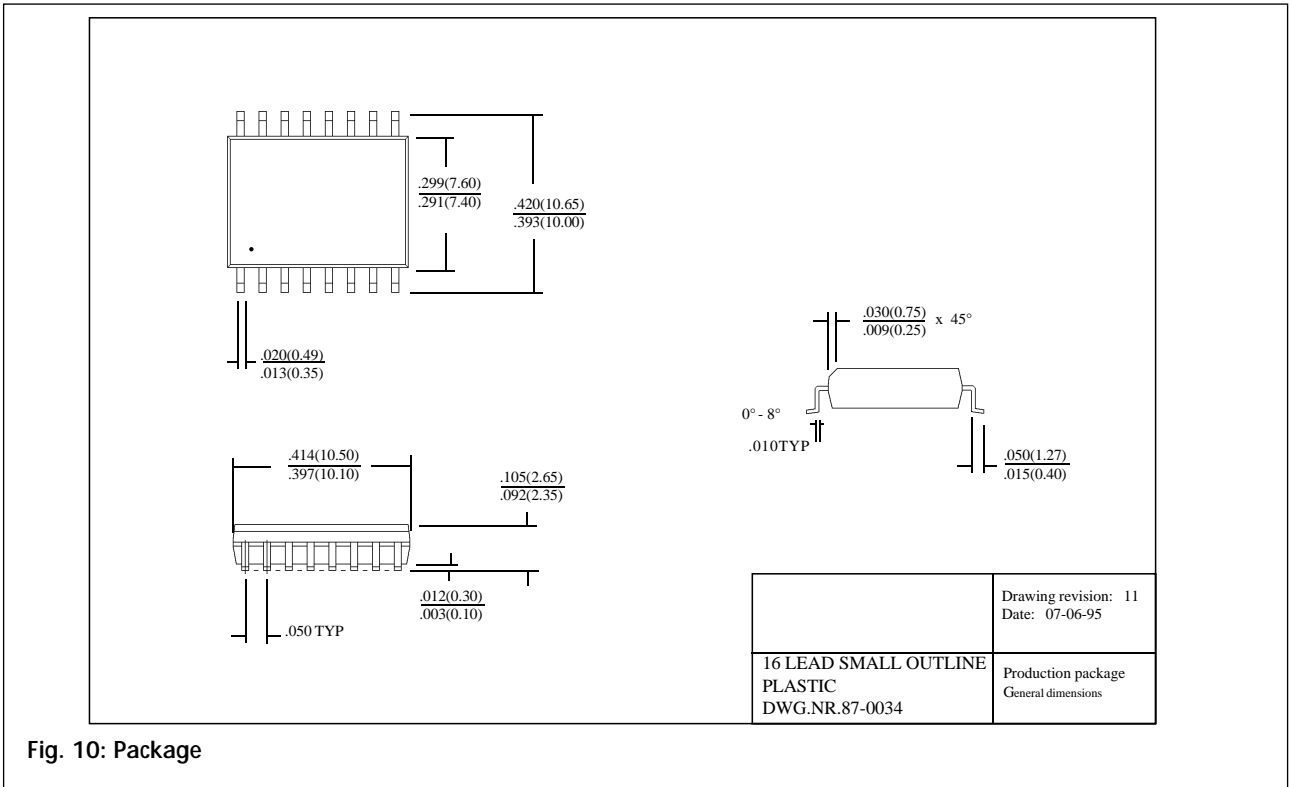 .299(7.60)
.291(7.40)
.420(10.65)
.393(10.00)
.020(0.49)
.013(0.35)
.030(0.75)
.009(0.25)
x 45°
0° - 8°
.010TYP
.050(1.27)
.015(0.40)
.414(10.50)
.397(10.10)
.105(2.65)
.092(2.35)
.012(0.30)
.003(0.10)
.050 TYP
Drawing revision: 11
Date: 07-06-95
16 LEAD SMALL OUTLINE
PLASTIC
DWG.NR.87-0034
Production package
General dimensions
Fig. 10: Package